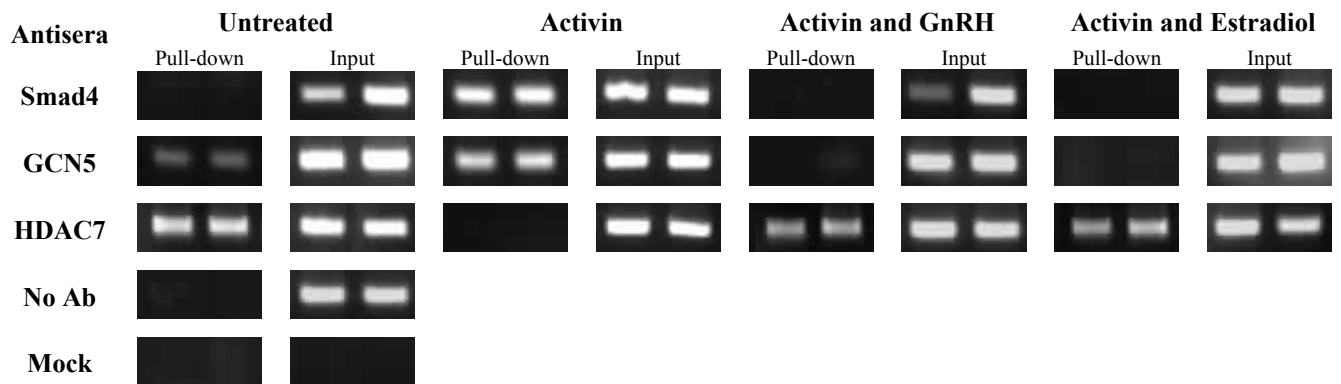 Antisera Untreated Activin Activin and GnRH Activin and Estradiol
Pull-down Input Pull-down Input Pull-down Input Pull-down Input
Smad4
GCN5
HDAC7
No Ab
Mock